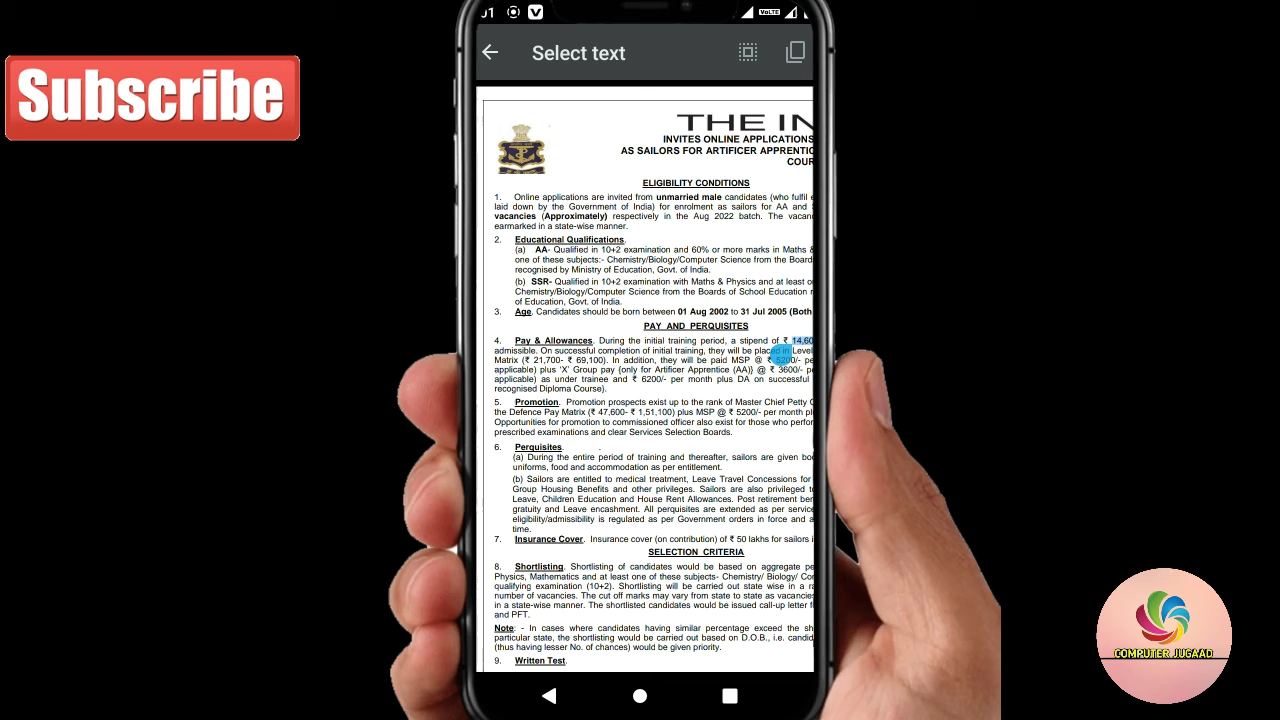 Subscribe
VoLTE
Select text
THE IN
INVITES ONLINE APPLICATIONS
AS SAILORS FOR ARTIFICER APPRENTIC
COUR
ELIGIBILITY CONDITIONS
1. Online applications are invited from unmarried male candidates (who fulfil e
laid down by the Government of India) for enrolment as sailors for AA and
vacancies (Approximately) respectively in the Aug 2022 batch. The vacan
earmarked in a state-wise manner.
2. Educational Qualifications.
(a) AA- Qualified in 10+2 examination and 60% or more marks in Maths &
one of these subjects:- Chemistry/Biology/Computer Science from the Board
recognised by Ministry of Education, Govt. of India.
(b) SSR- Qualified in 10+2 examination with Maths & Physics and at least o
Chemistry/Biology/Computer Science from the Boards of School Education
of Education, Govt. of India.
3. Age. Candidates should be born between 01 Aug 2002 to 31 Jul 2005 (Both
PAY AND PERQUISITES
4. Pay & Allowances. During the initial training period, a stipend of ₹ 14,60
admissible. On successful completion of initial training, they will be placed in Level
Matrix (₹ 21,700- ₹ 69,100). In addition, they will be paid MSP @ ₹ 5200/- pe
applicable) plus 'X' Group pay {only for Artificer Apprentice (AA)} @ ₹ 3600/- pe
applicable) as under trainee and ₹ 6200/- per month plus DA on successful
recognised Diploma Course).
5. Promotion. Promotion prospects exist up to the rank of Master Chief Petty
the Defence Pay Matrix (₹ 47,600- ₹ 1,51,100) plus MSP @ ₹ 5200/- per month pl
Opportunities for promotion to commissioned officer also exist for those who perfor
prescribed examinations and clear Services Selection Boards.
6. Perquisites.
(a) During the entire period of training and thereafter, sailors are given boo
uniforms, food and accommodation as per entitlement.
(b) Sailors are entitled to medical treatment, Leave Travel Concessions for
Group Housing Benefits and other privileges. Sailors are also privileged t
Leave, Children Education and House Rent Allowances. Post retirement ben
gratuity and Leave encashment. All perquisites are extended as per service
eligibility/admissibility is regulated as per Government orders in force and a
time.
7. Insurance Cover. Insurance cover (on contribution) of ₹ 50 lakhs for sailors i
SELECTION CRITERIA
8. Shortlisting. Shortlisting of candidates would be based on aggregate pe
Physics, Mathematics and at least one of these subjects- Chemistry/ Biology/ Co
qualifying examination (10+2). Shortlisting will be carried out state wise in a ra
number of vacancies. The cut off marks may vary from state to state as vacancie
in a state-wise manner. The shortlisted candidates would be issued call-up letter f
and PFT.
Note: - In cases where candidates having similar percentage exceed the sh
particular state, the shortlisting would be carried out based on D.O.B., i.e. candid
(thus having lesser No. of chances) would be given priority.
9. Written Test.
COMPUTER JUGAAD